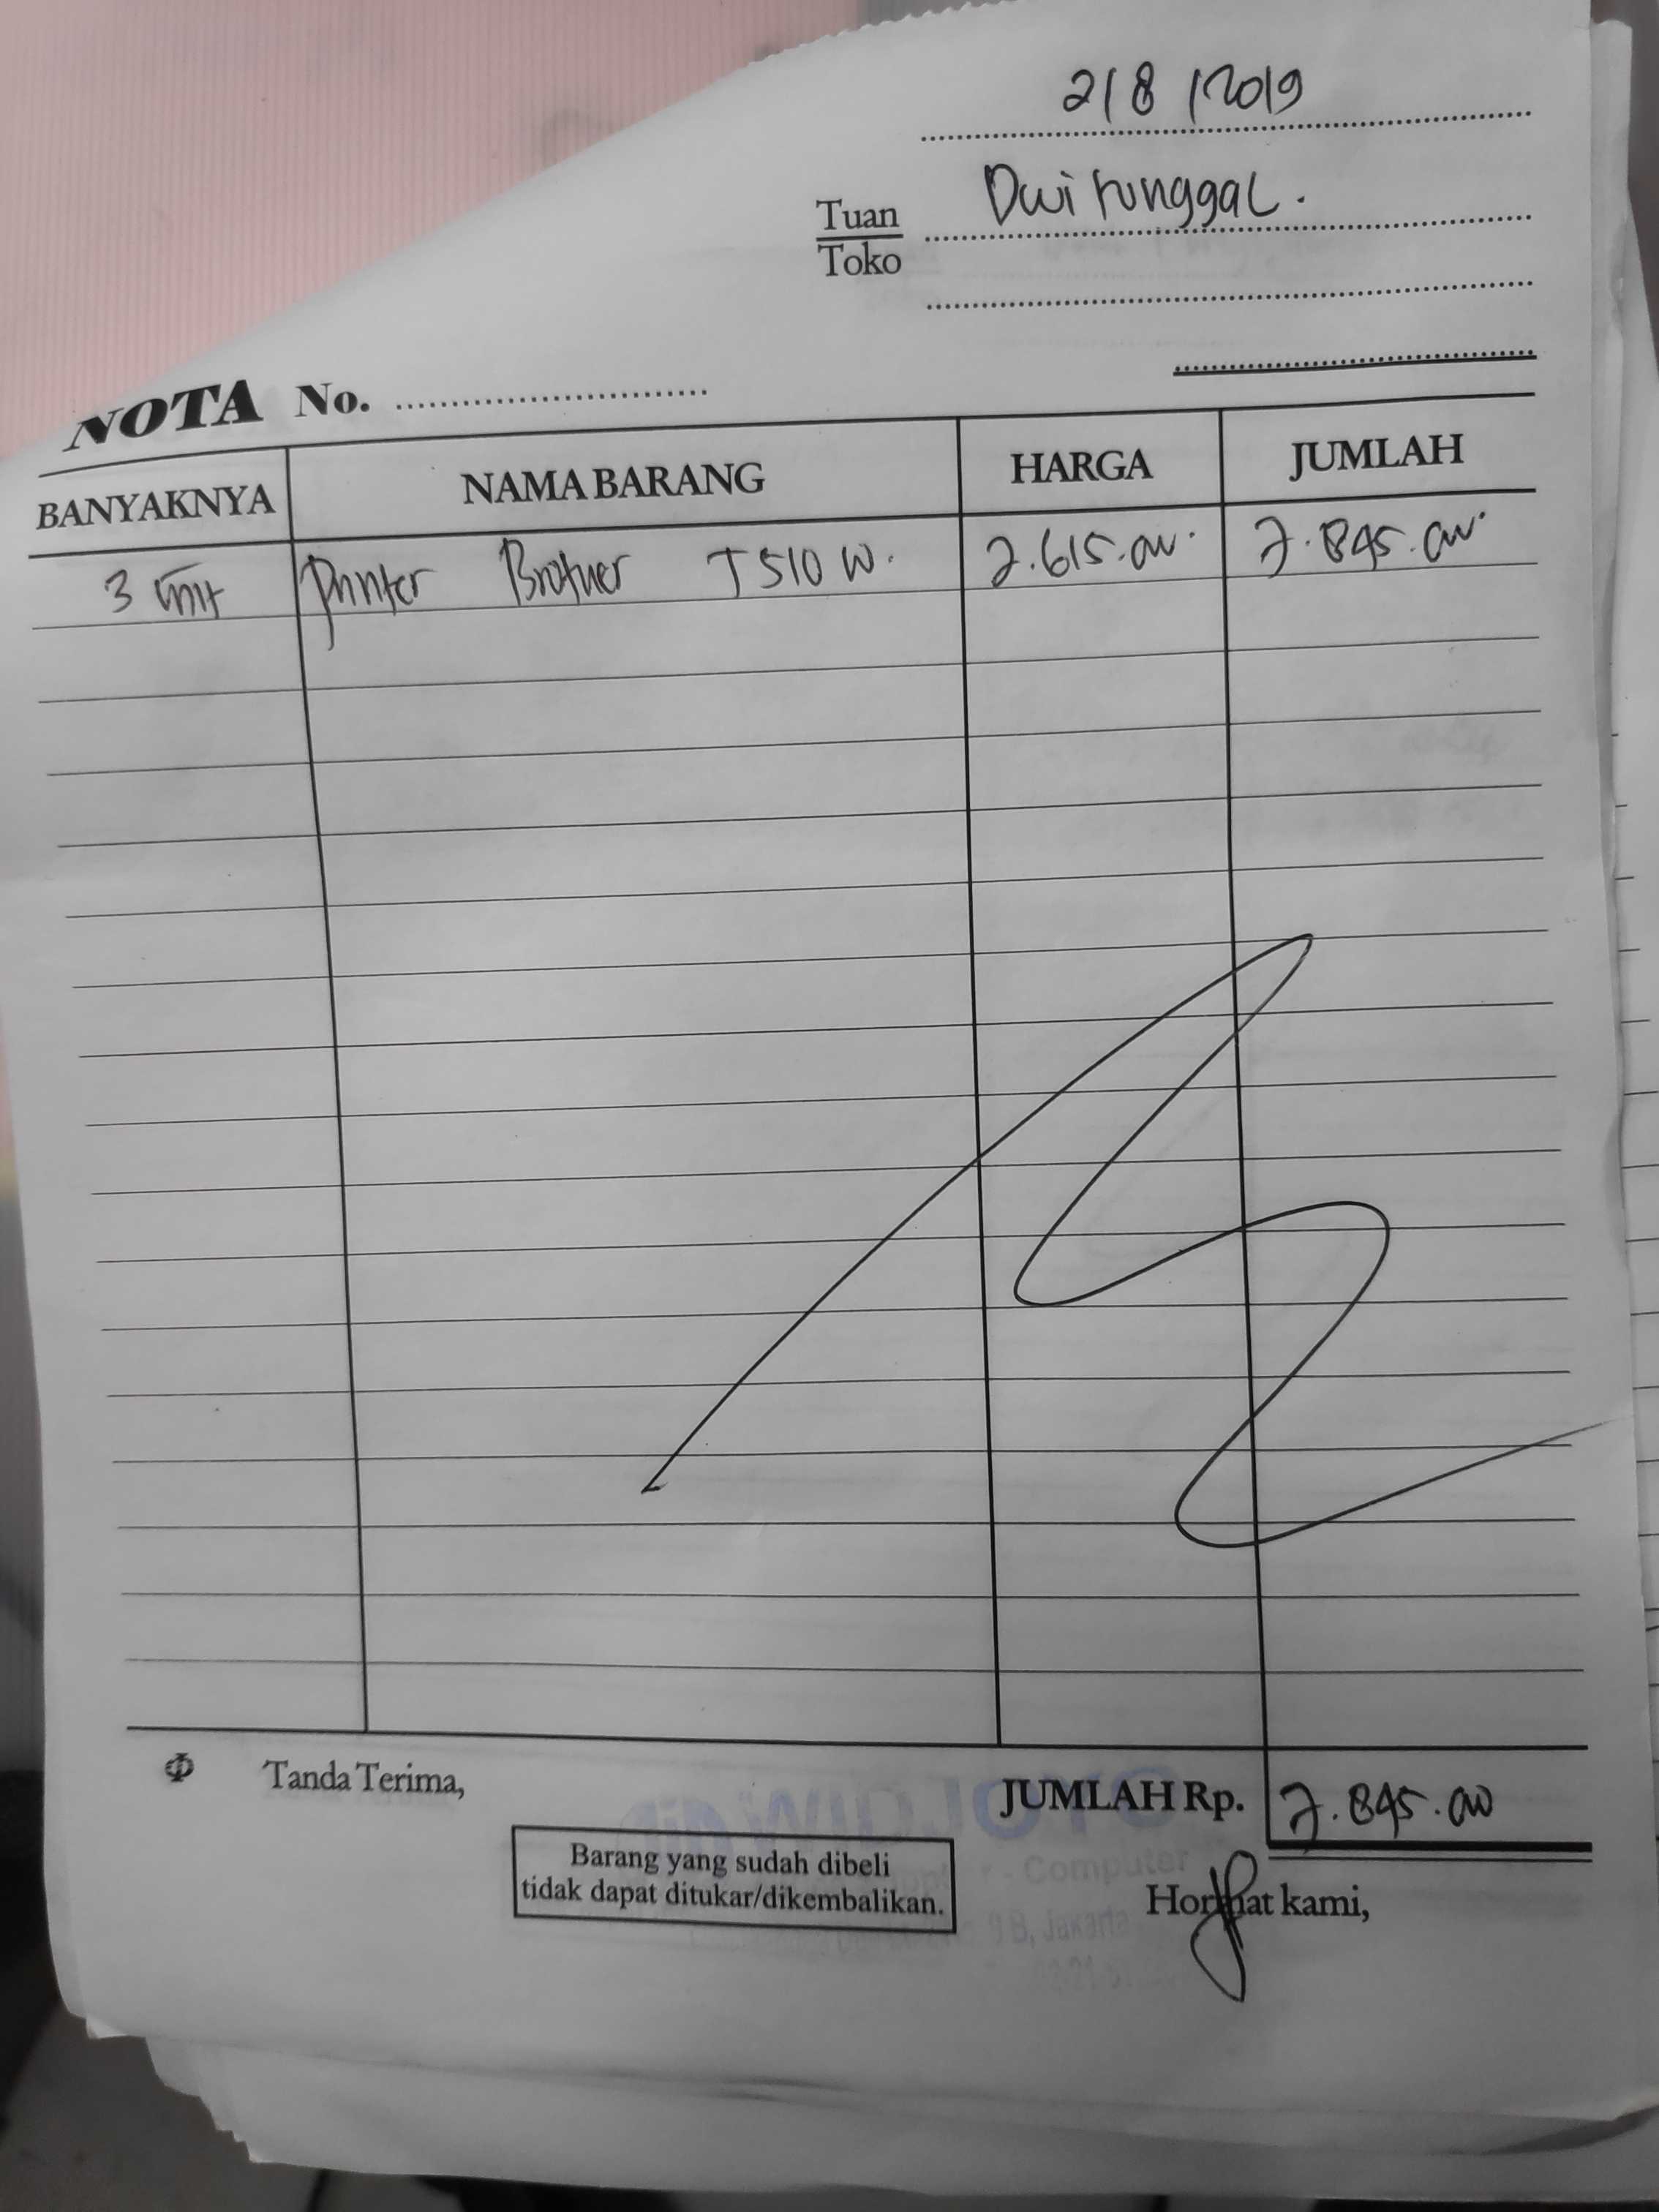 2/8/2019
Tuan
Toko
Dwi tunggal.
NOTA No.
BANYAKNYA NAMA BARANG HARGA JUMLAH
3 unit Printer Brother T510 W. 2.615.000 7.845.000
Tanda Terima,
JUMLAH Rp. 7.845.000
Barang yang sudah dibeli
tidak dapat ditukar/dikembalikan.
Hormat kami,